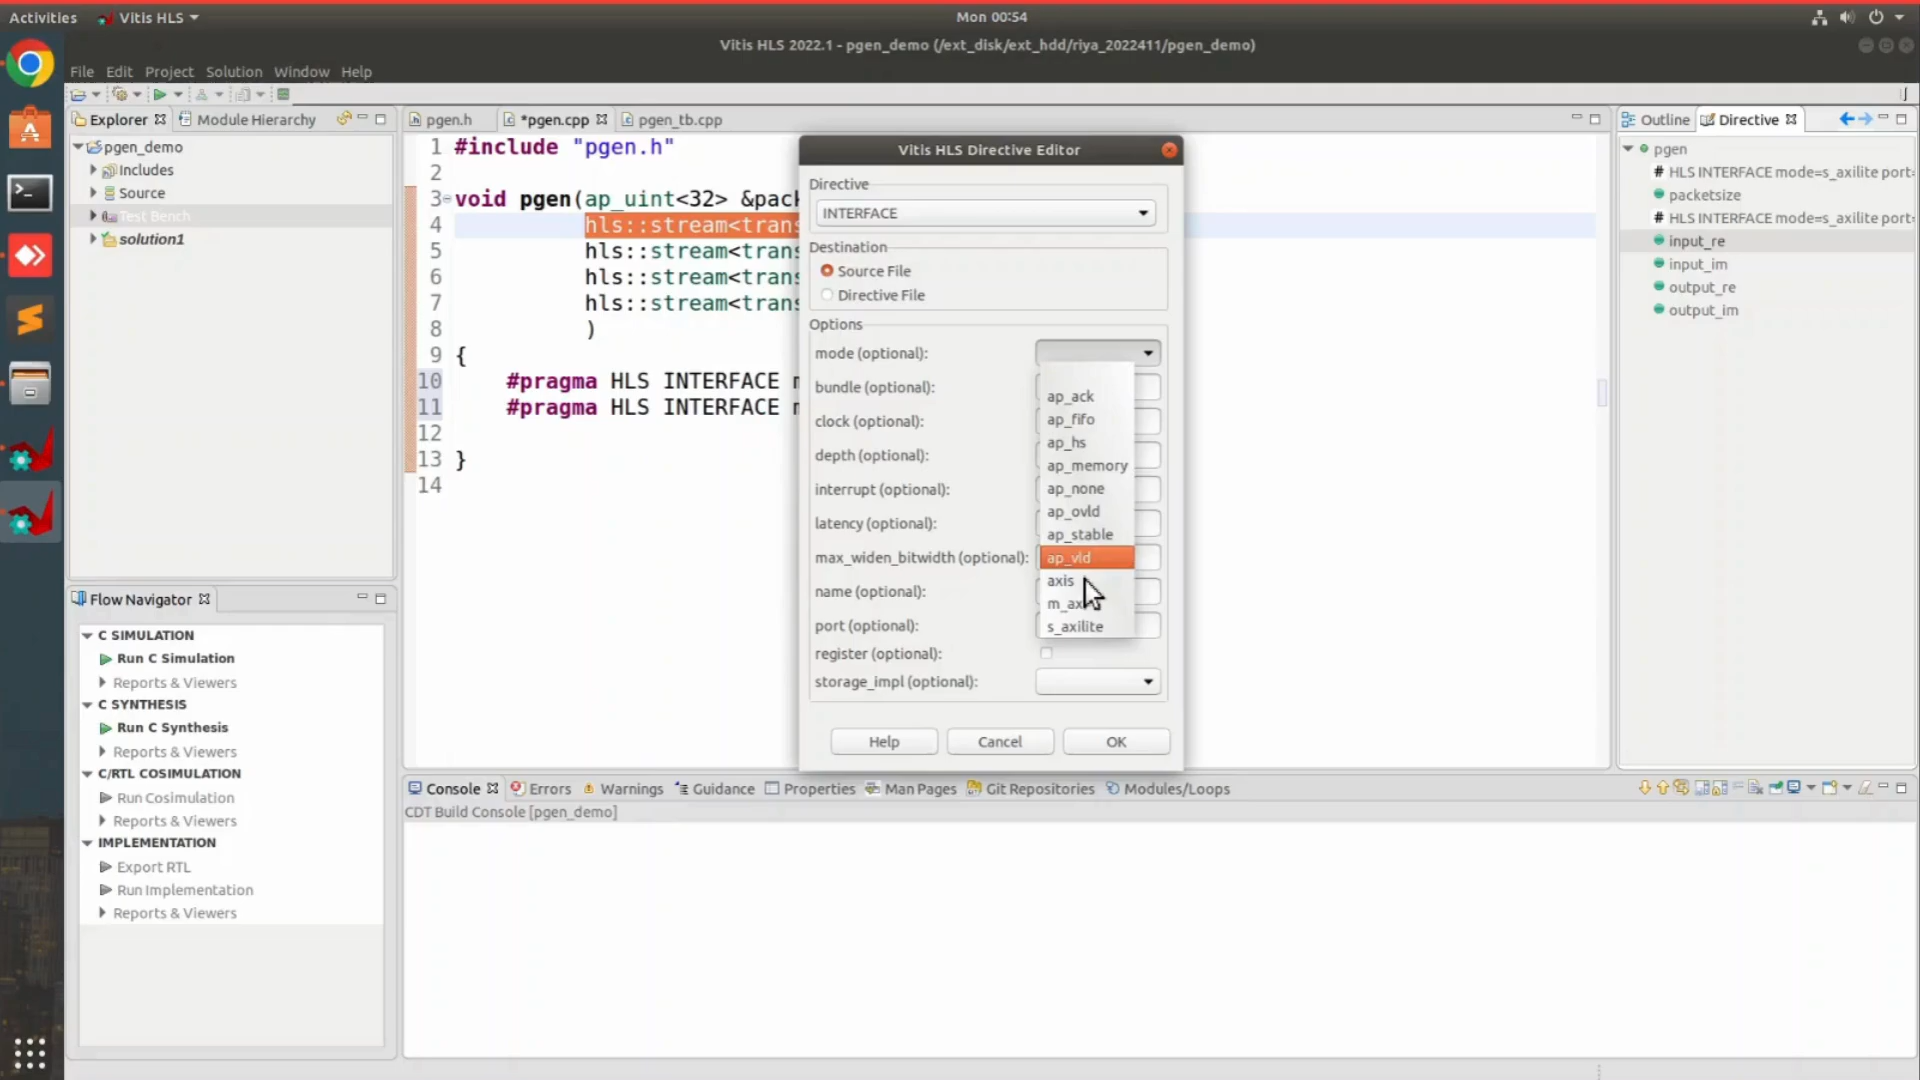 Activities
Vitis HLS
Mon 00:54
Vitis HLS 2022.1 - pgen_demo (/ext_disk/ext_hdd/riya_2022411/pgen_demo)
File Edit Project Solution Window Help
Explorer
Module Hierarchy
pgen_demo
Includes
Source
Test Bench
solution1
pgen.h
*pgen.cpp
pgen_tb.cpp
1 #include "pgen.h"
2
3 void pgen(ap_uint<32> &pack
4 hls::stream<trans
5 hls::stream<trans
6 hls::stream<trans
7 hls::stream<trans
8 )
9 {
10 #pragma HLS INTERFACE m
11 #pragma HLS INTERFACE m
12
13 }
14
Vitis HLS Directive Editor
Directive
INTERFACE
Destination
Source File
Directive File
Options
mode (optional):
bundle (optional):
clock (optional):
depth (optional):
interrupt (optional):
latency (optional):
max_widen_bitwidth (optional):
name (optional):
port (optional):
register (optional):
storage_impl (optional):
ap_ack
ap_fifo
ap_hs
ap_memory
ap_none
ap_ovld
ap_stable
ap_vld
axis
m_axi
s_axilite
Help
Cancel
OK
Outline
Directive
pgen
# HLS INTERFACE mode=s_axilite port=
packetsize
# HLS INTERFACE mode=s_axilite port=
input_re
input_im
output_re
output_im
Flow Navigator
C SIMULATION
Run C Simulation
Reports & Viewers
C SYNTHESIS
Run C Synthesis
Reports & Viewers
C/RTL COSIMULATION
Run Cosimulation
Reports & Viewers
IMPLEMENTATION
Export RTL
Run Implementation
Reports & Viewers
Console
Errors
Warnings
Guidance
Properties
Man Pages
Git Repositories
Modules/Loops
CDT Build Console [pgen_demo]